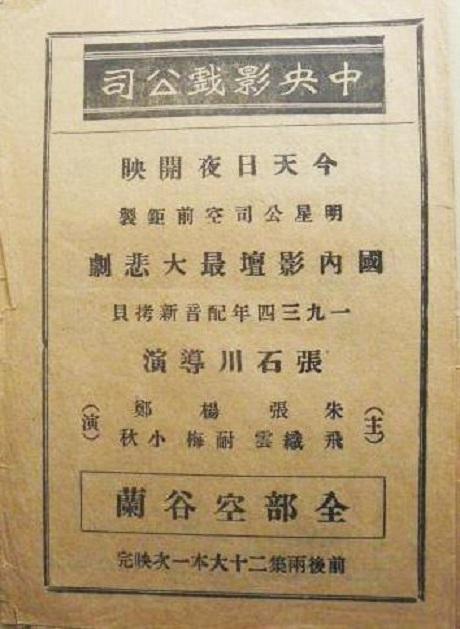 中央影戲公司
今天日夜開映
明星公司空前鉅製
國內影壇最大悲劇
一九三四年配音新拷貝
張石川導演
(主)
朱飛 張織雲 楊耐梅 鄭小秋
(演)
全部空谷蘭
前後兩集二十大本一次映完